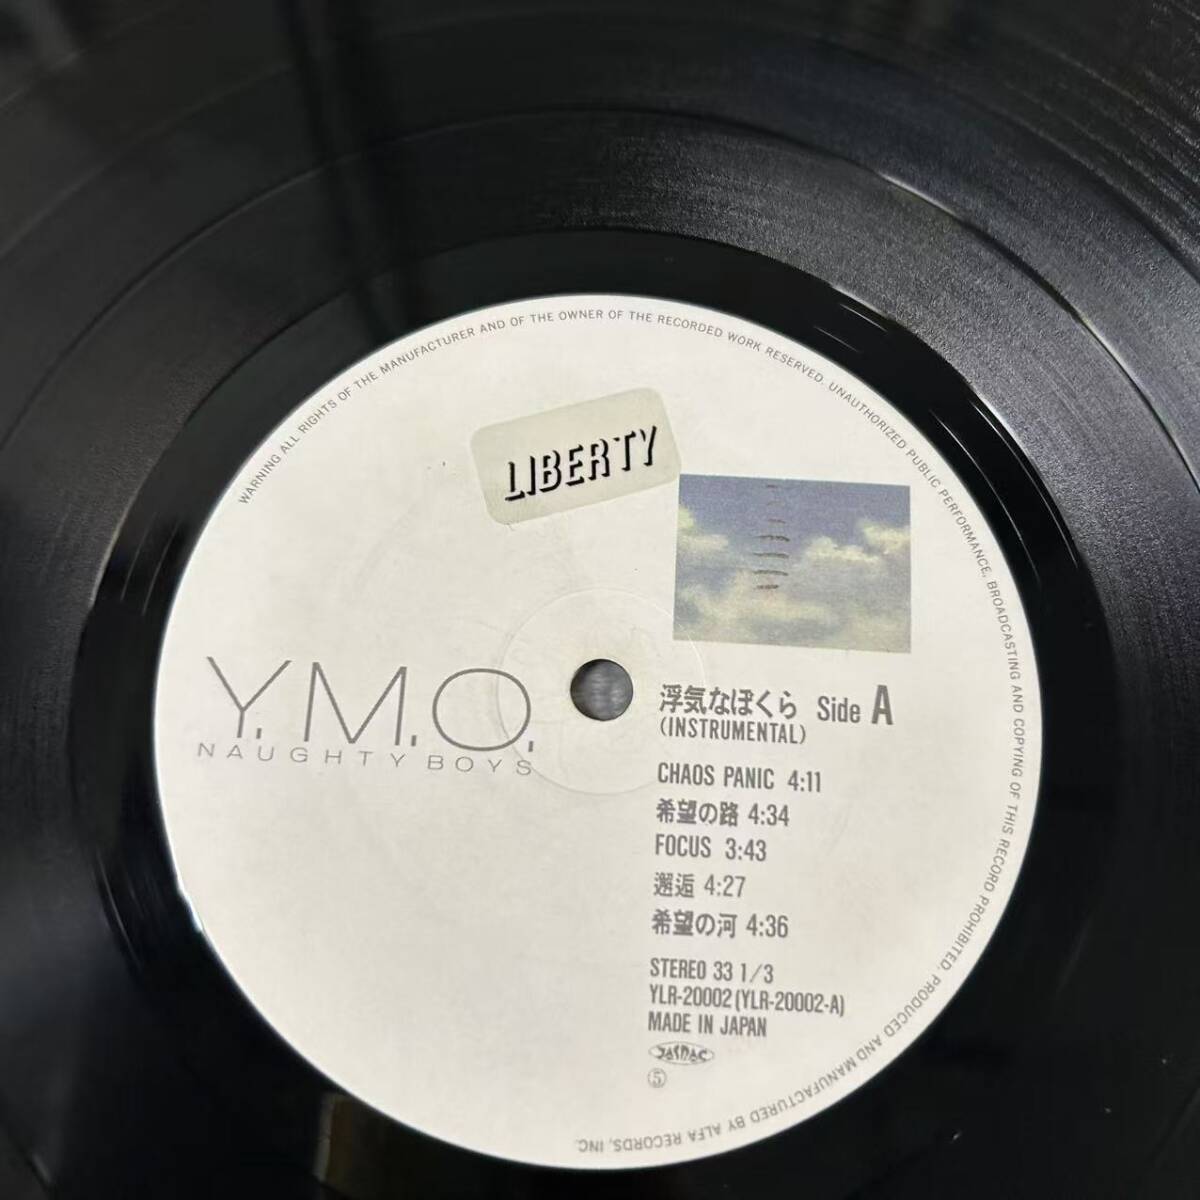 WARNING ALL RIGHTS OF THE MANUFACTURER AND OF THE OWNER OF THE RECORDED WORK RESERVED. UNAUTHORIZED PUBLIC PERFORMANCE, BROADCASTING AND COPYING OF THIS RECORD PROHIBITED. PRODUCED AND MANUFACTURED BY ALFA RECORDS, INC.
LIBERTY
Y.M.O.
NAUGHTY BOYS
浮気なぼくら Side A
(INSTRUMENTAL)
CHAOS PANIC 4:11
希望の路 4:34
FOCUS 3:43
邂逅 4:27
希望の河 4:36
STEREO 33 1/3
YLR-20002 (YLR-20002-A)
MADE IN JAPAN
JASRAC
⑤